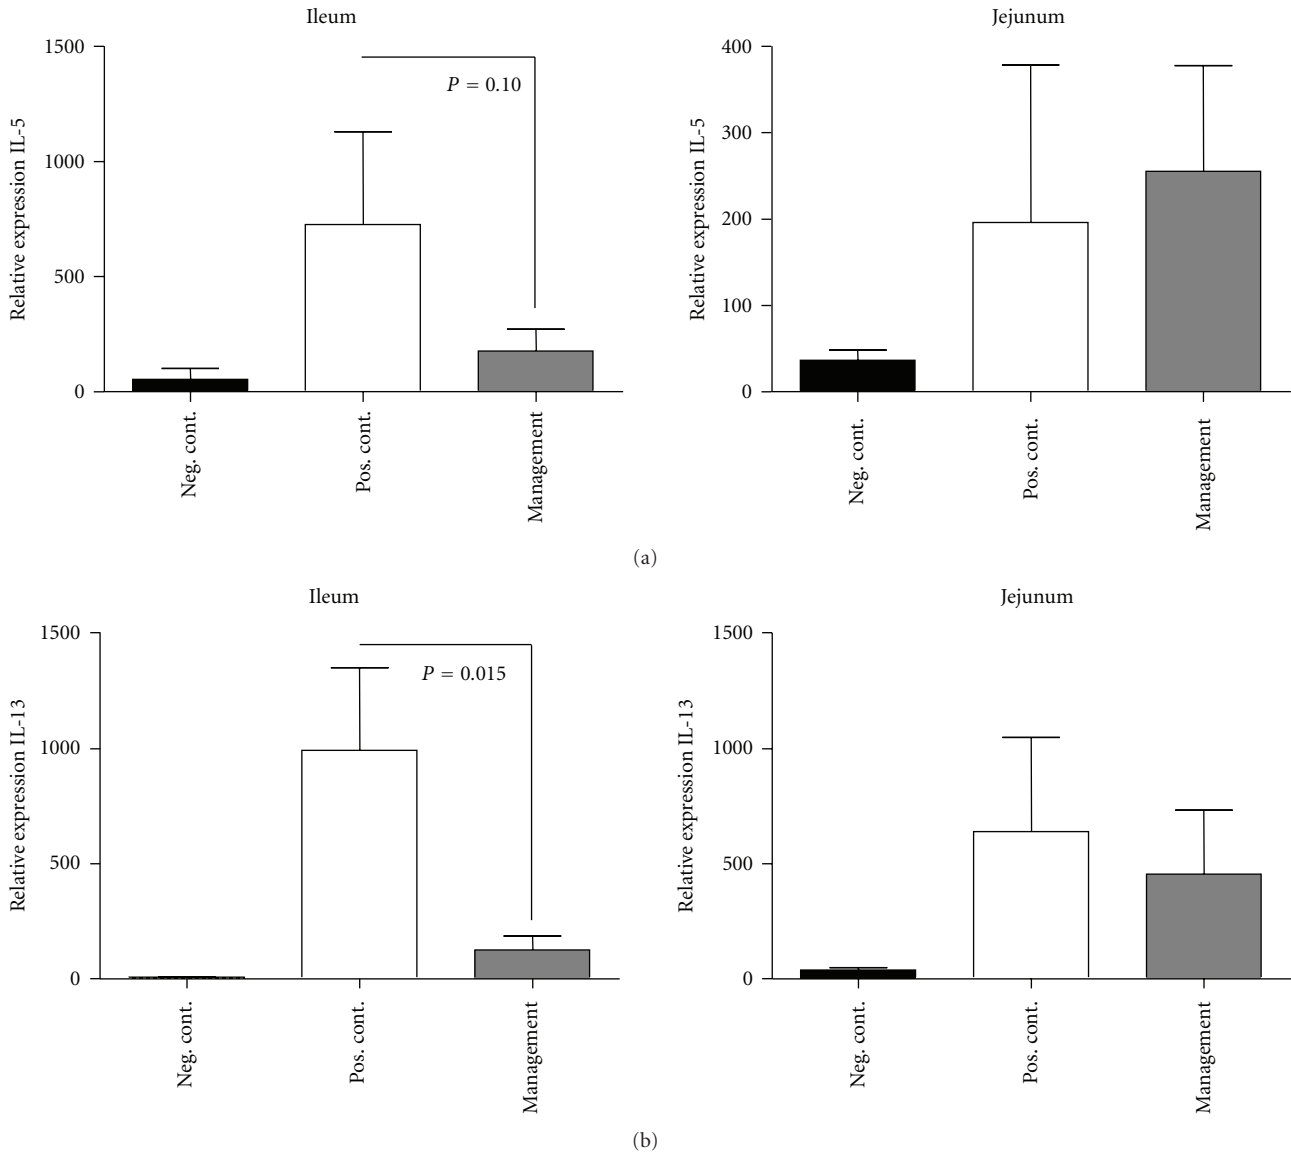 Ileum
1500
1000
500
0
Relative expression IL-5
P = 0.10
Neg. cont.
Pos. cont.
Management
Jejunum
400
300
200
100
0
Relative expression IL-5
Neg. cont.
Pos. cont.
Management
(a)
Ileum
1500
1000
500
0
Relative expression IL-13
P = 0.015
Neg. cont.
Pos. cont.
Management
Jejunum
1500
1000
500
0
Relative expression IL-13
Neg. cont.
Pos. cont.
Management
(b)